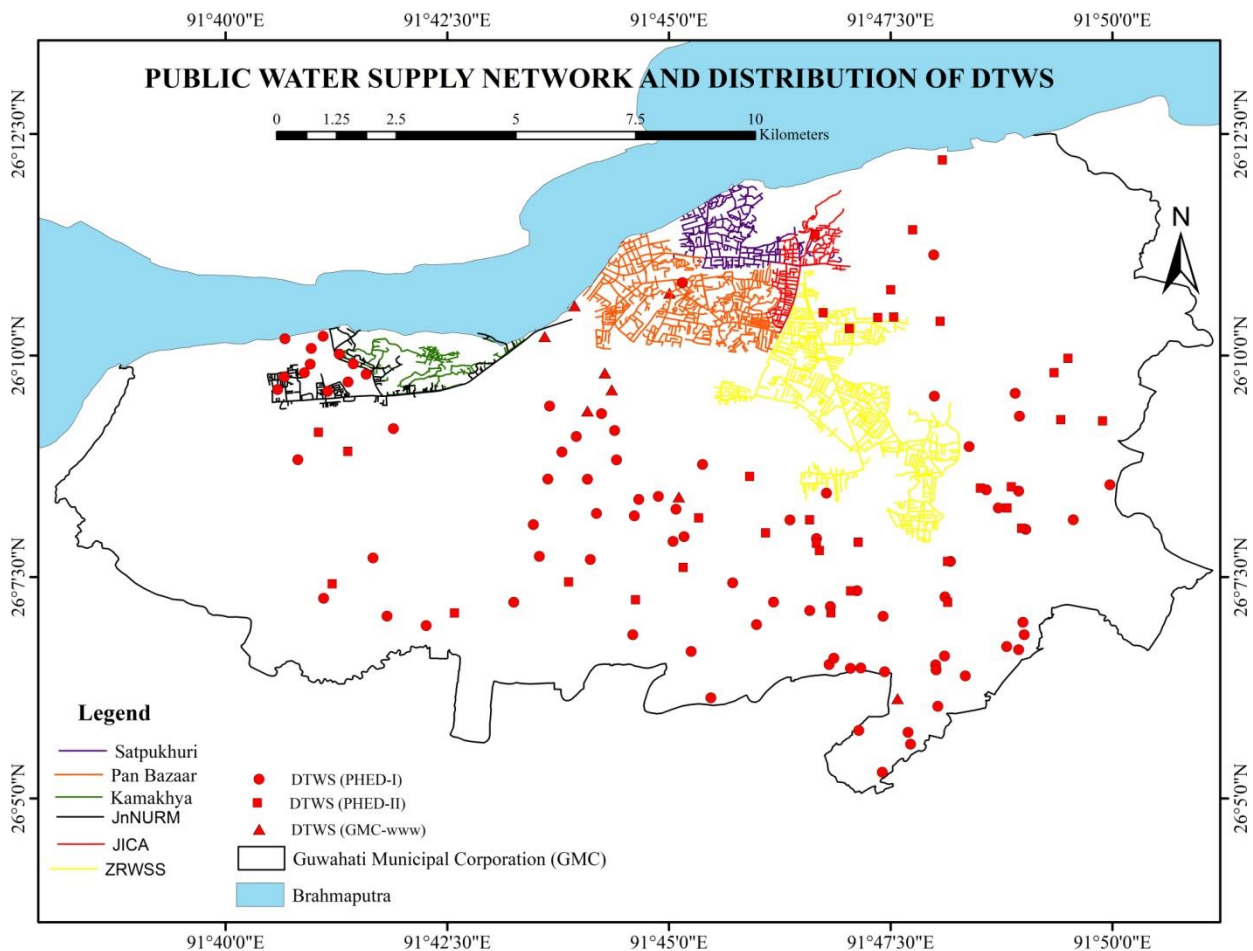 91°40'0"E 91°42'30"E 91°45'0"E 91°47'30"E 91°50'0"E
PUBLIC WATER SUPPLY NETWORK AND DISTRIBUTION OF DTWS
0 1.25 2.5 5 7.5 10
Kilometers
26°12'30"N 26°12'30"N
N
26°10'0"N 26°10'0"N
26°7'30"N 26°7'30"N
26°5'0"N 26°5'0"N
Legend
Satpukhuri
Pan Bazaar
Kamakhya
JnNURM
JICA
ZRWSS
DTWS (PHED-I)
DTWS (PHED-II)
DTWS (GMC-www)
Guwahati Municipal Corporation (GMC)
Brahmaputra
91°40'0"E 91°42'30"E 91°45'0"E 91°47'30"E 91°50'0"E